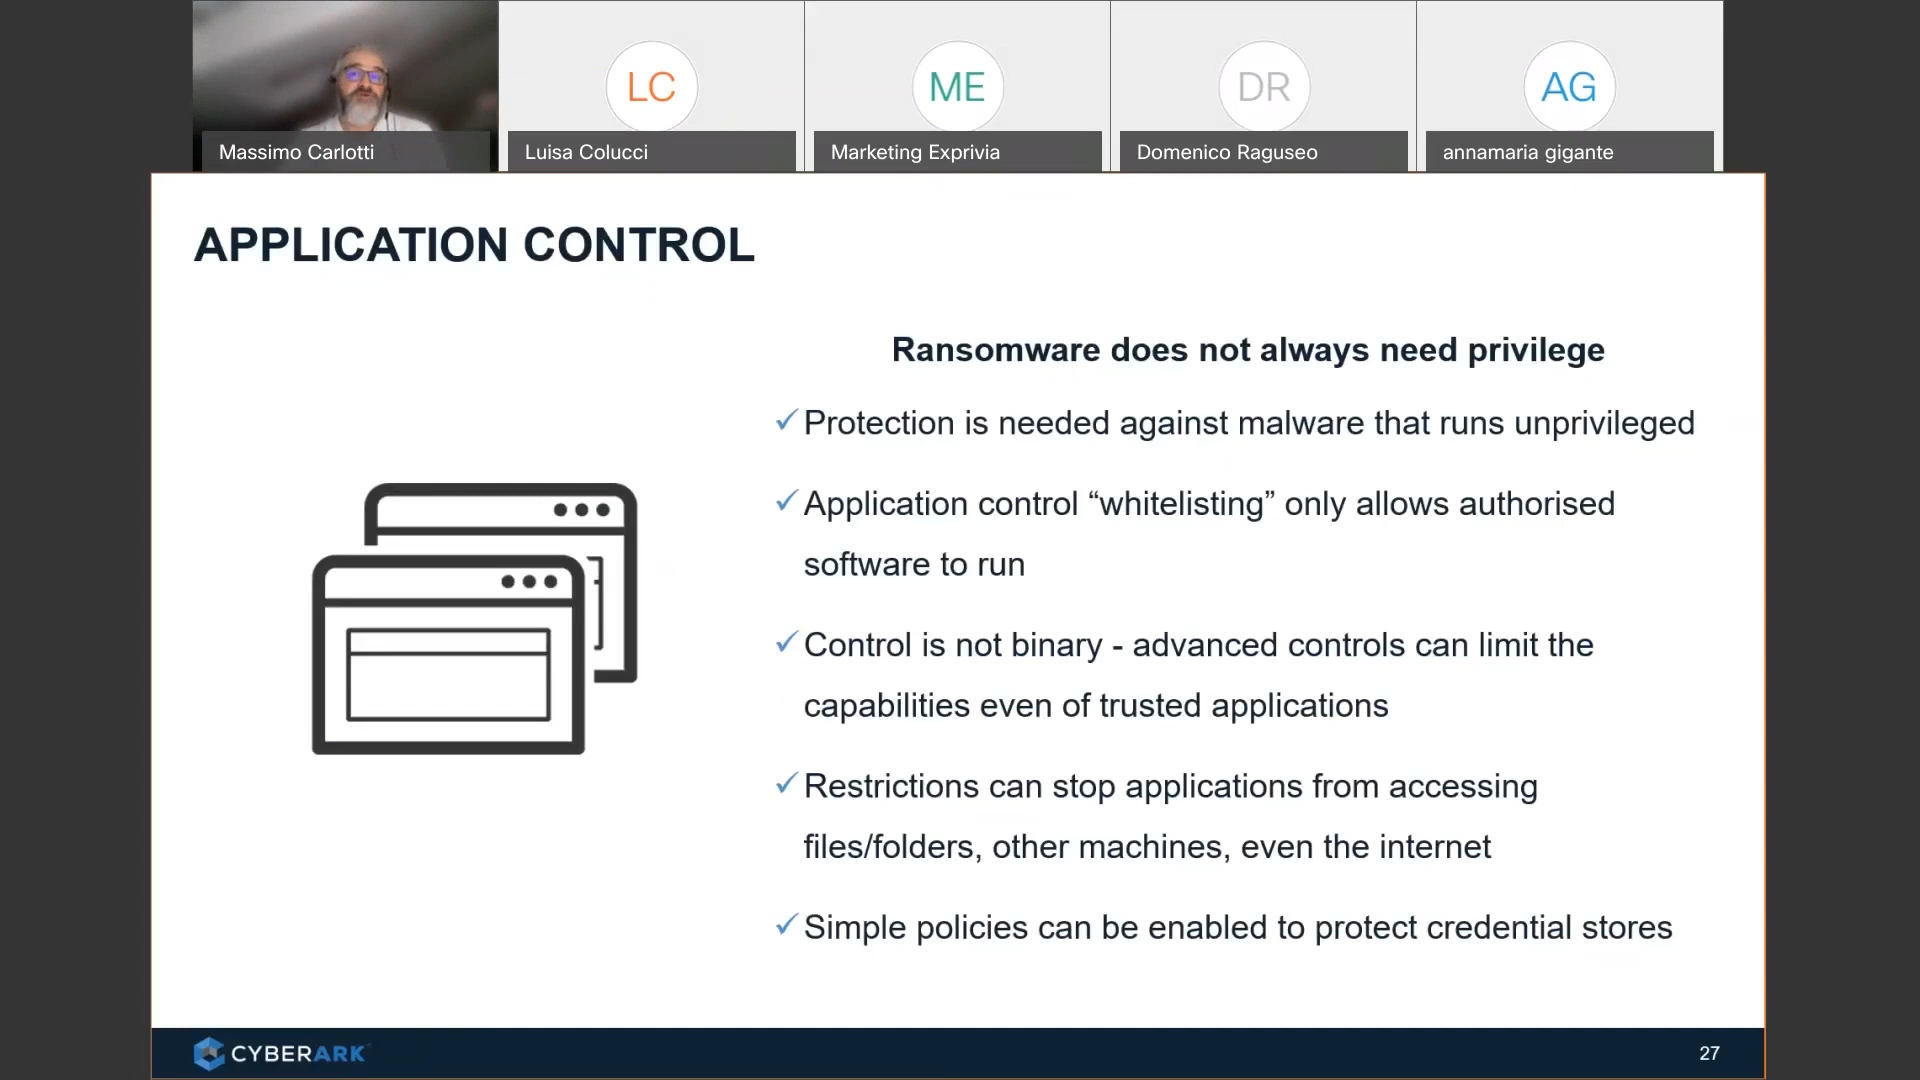 LC
ME
DR
AG
Massimo Carlotti
Luisa Colucci
Marketing Exprivia
Domenico Raguseo
annamaria gigante
APPLICATION CONTROL
Ransomware does not always need privilege
✓ Protection is needed against malware that runs unprivileged
✓ Application control “whitelisting” only allows authorised
software to run
✓ Control is not binary - advanced controls can limit the
capabilities even of trusted applications
✓ Restrictions can stop applications from accessing
files/folders, other machines, even the internet
✓ Simple policies can be enabled to protect credential stores
CYBERARK
27